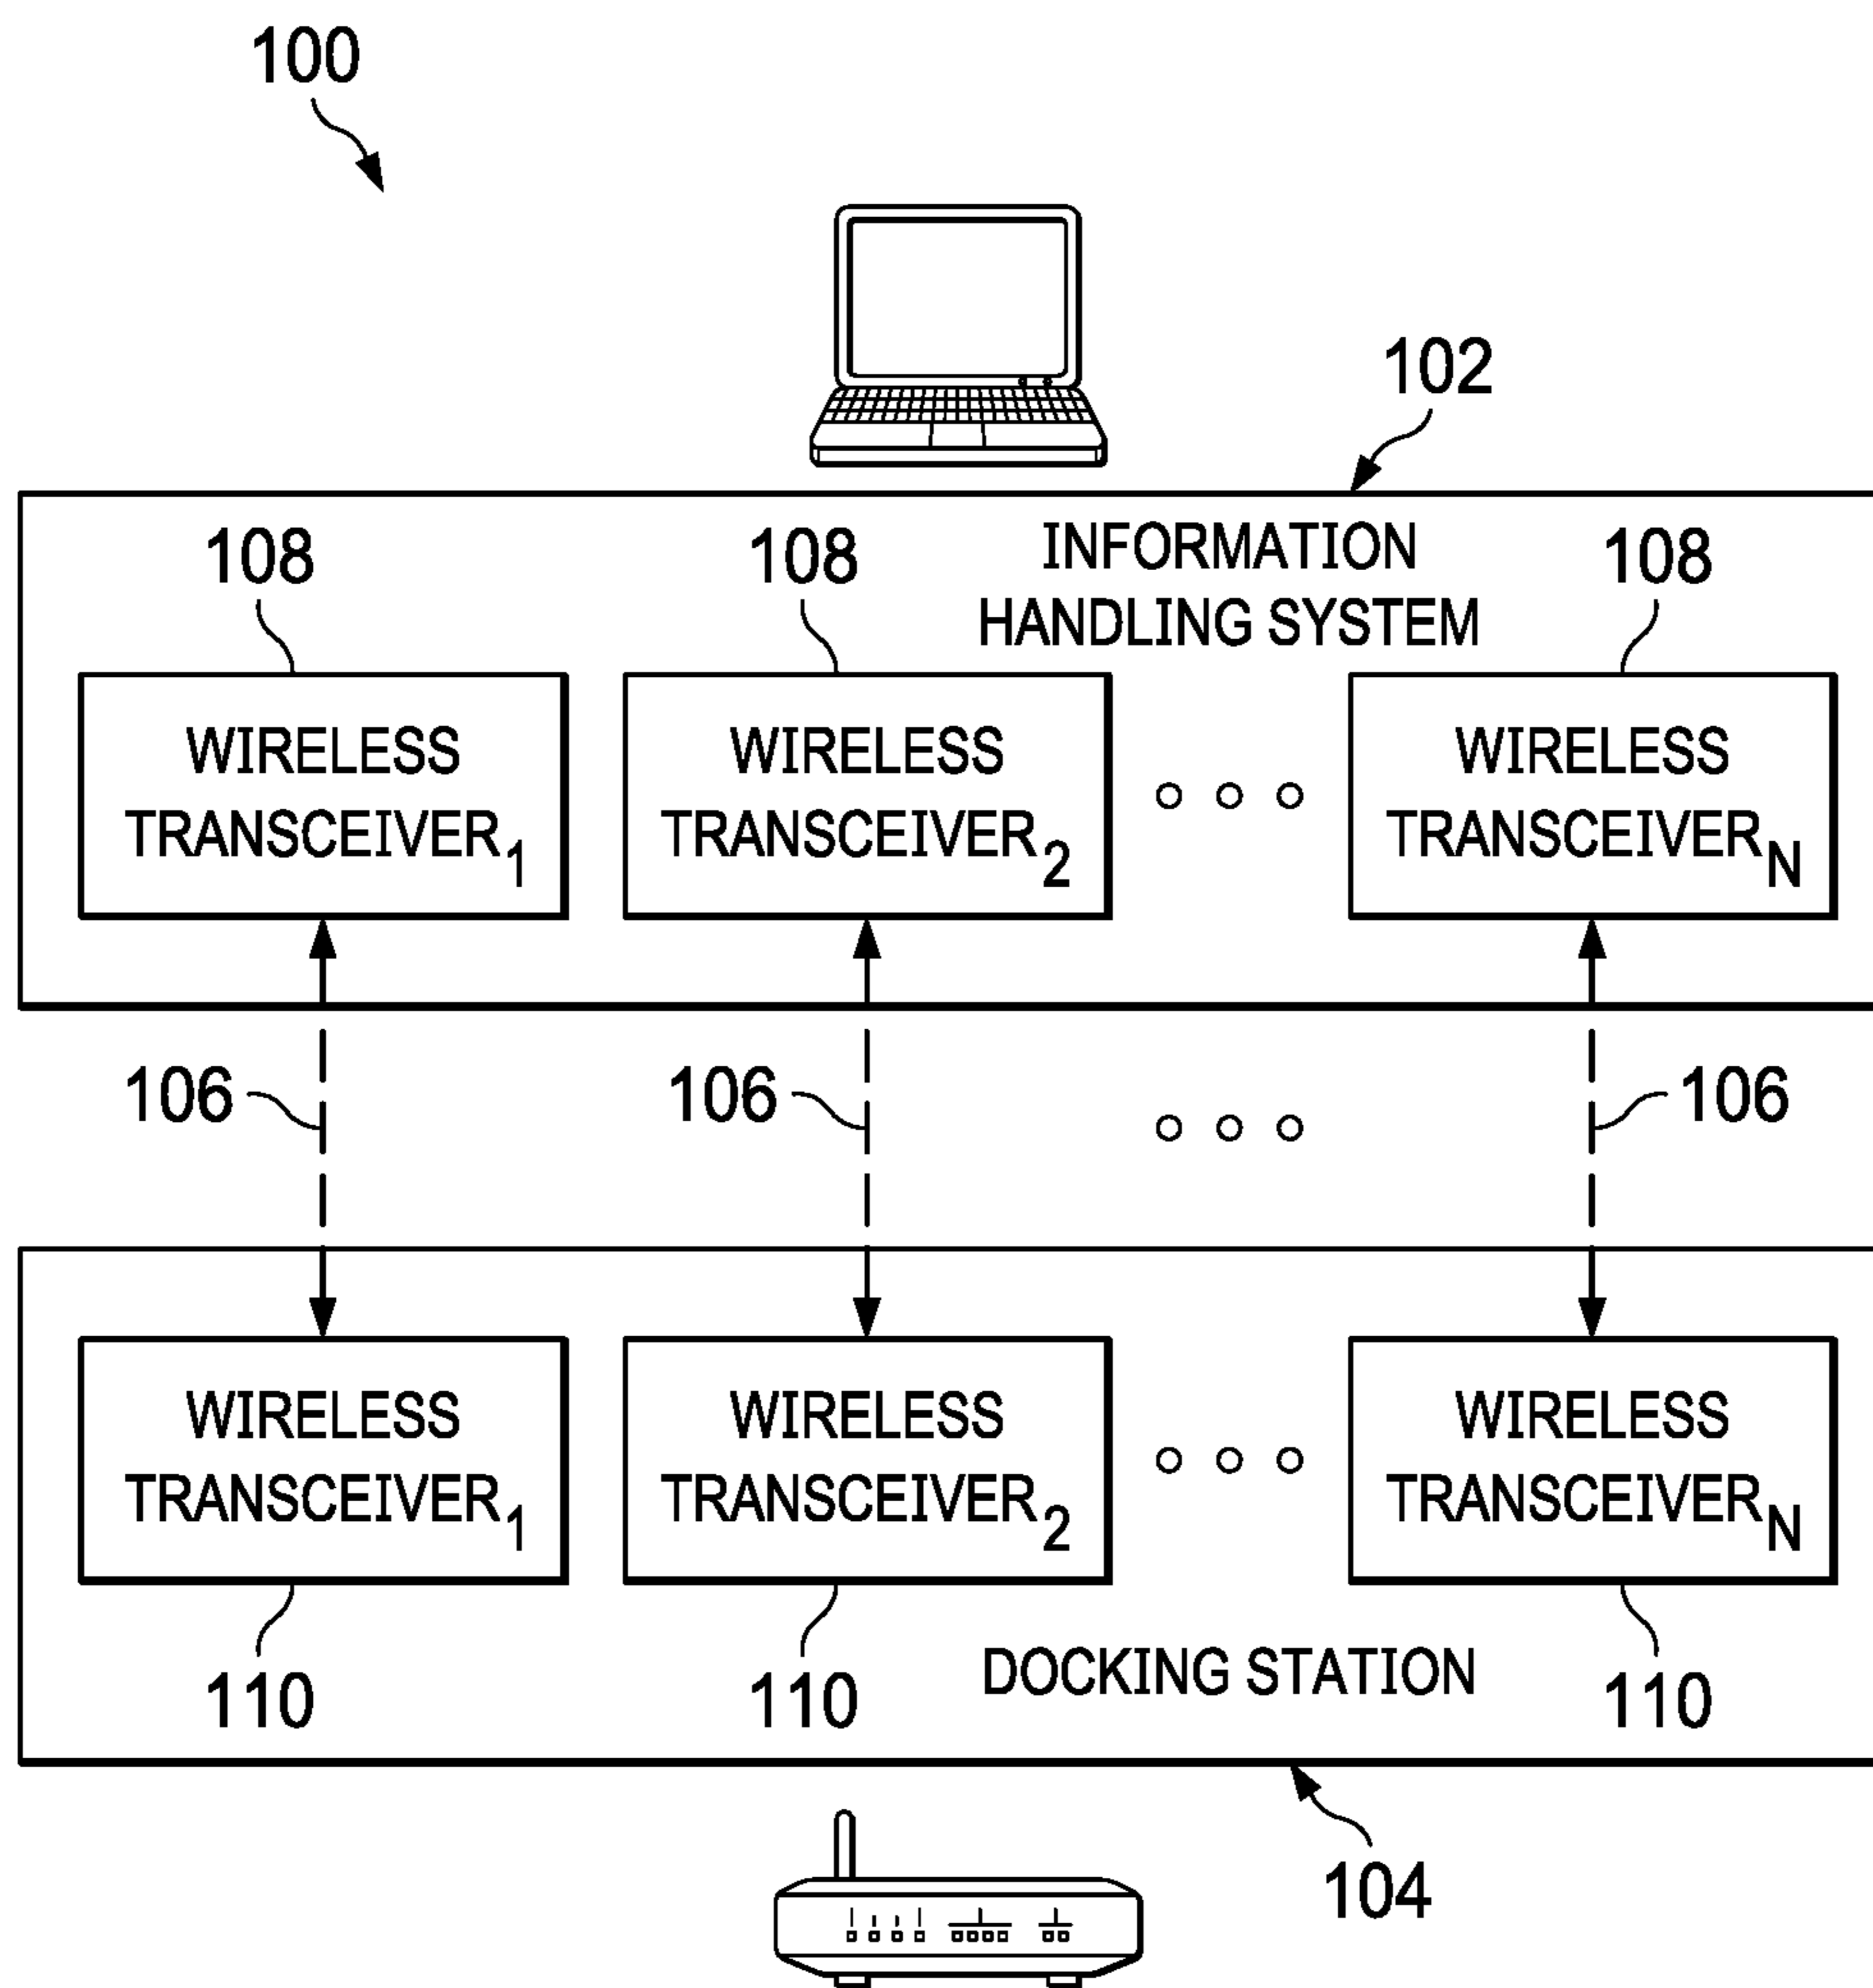 100
102
108 108 INFORMATION 108
HANDLING SYSTEM
WIRELESS WIRELESS WIRELESS
TRANSCEIVER1 TRANSCEIVER2 TRANSCEIVERN
106 106 106
WIRELESS WIRELESS WIRELESS
TRANSCEIVER1 TRANSCEIVER2 TRANSCEIVERN
110 110 DOCKING STATION 110
104